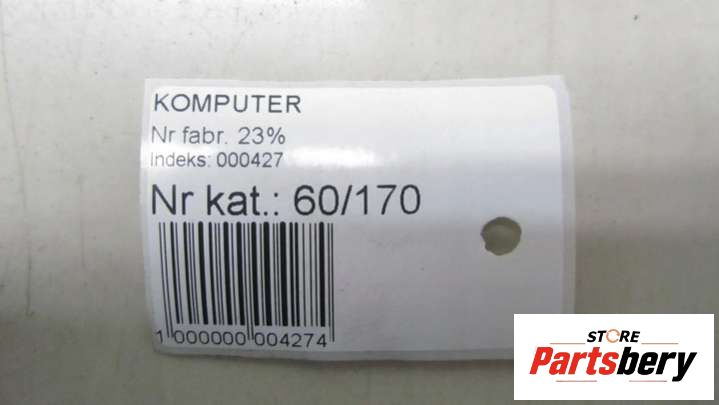 KOMPUTER
Nr fabr. 23%
Indeks: 000427
Nr kat.: 60/170
1 000000 004274
STORE
Partsbery